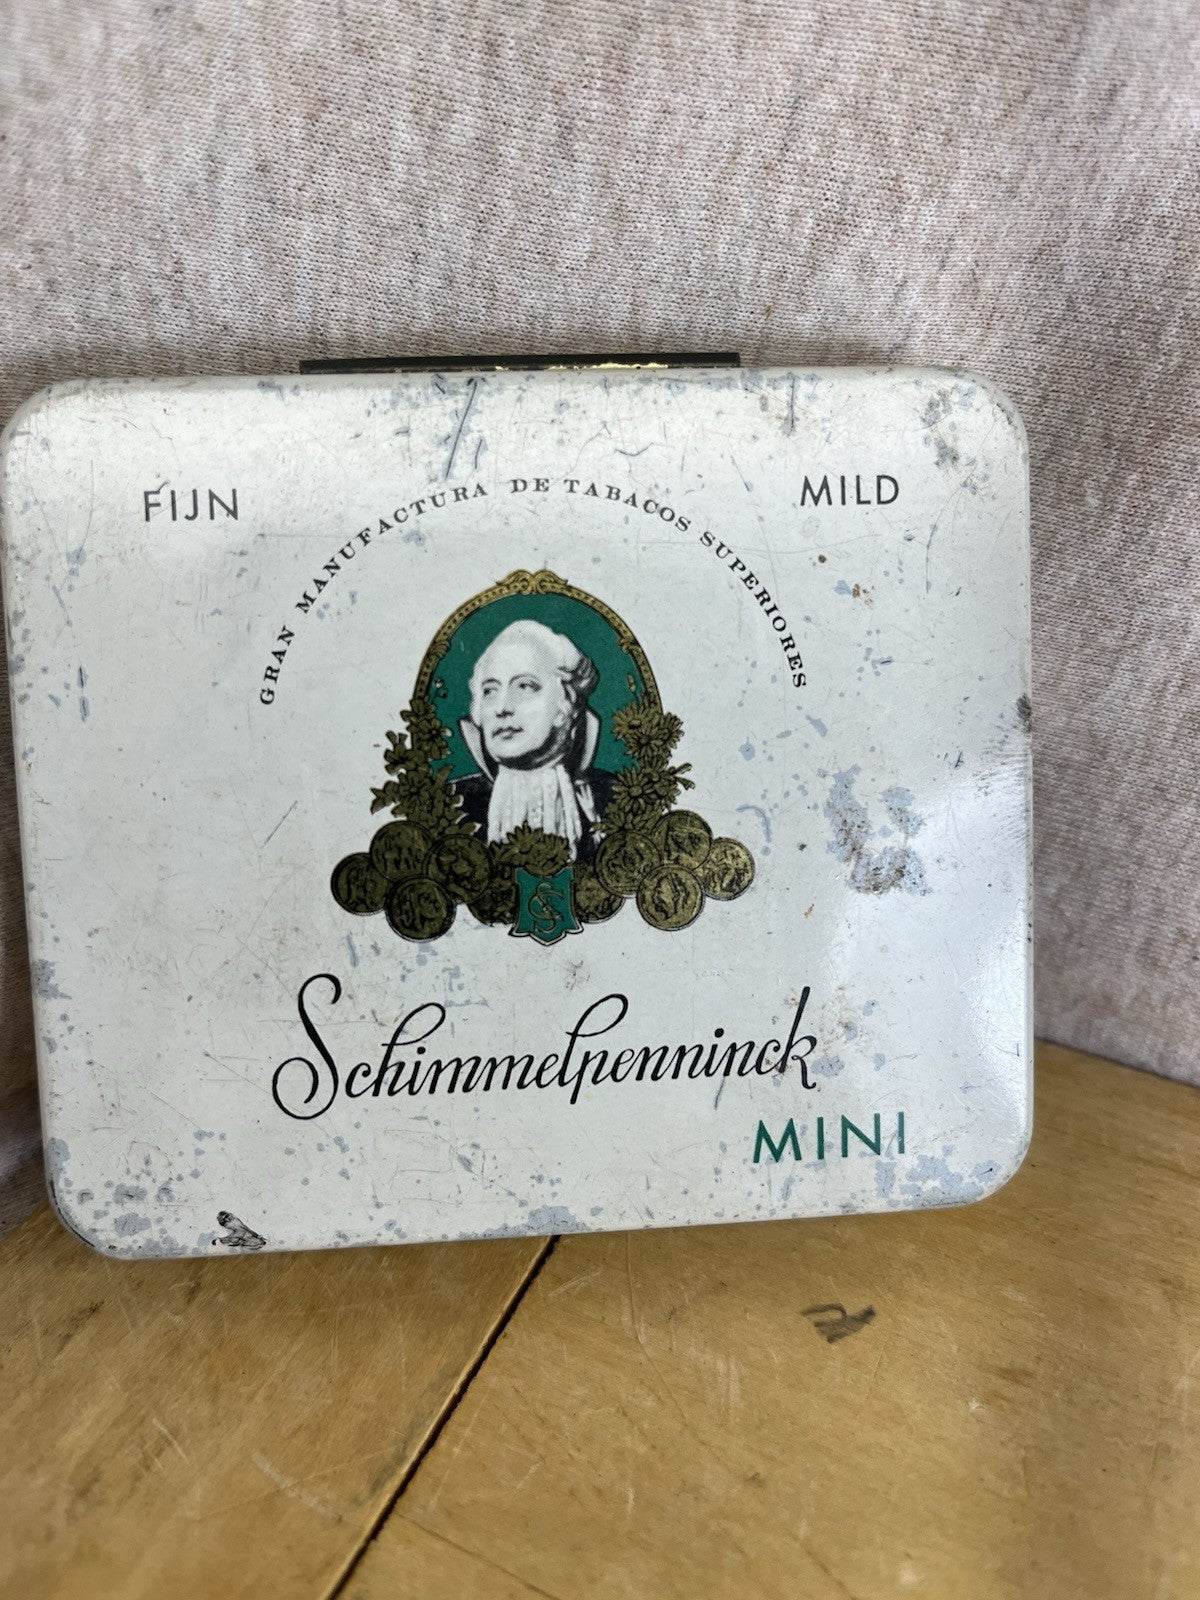 FIJN
MILD
GRAN MANUFACTURA DE TABACOS SUPERIORES
Schimmelpenninck
MINI